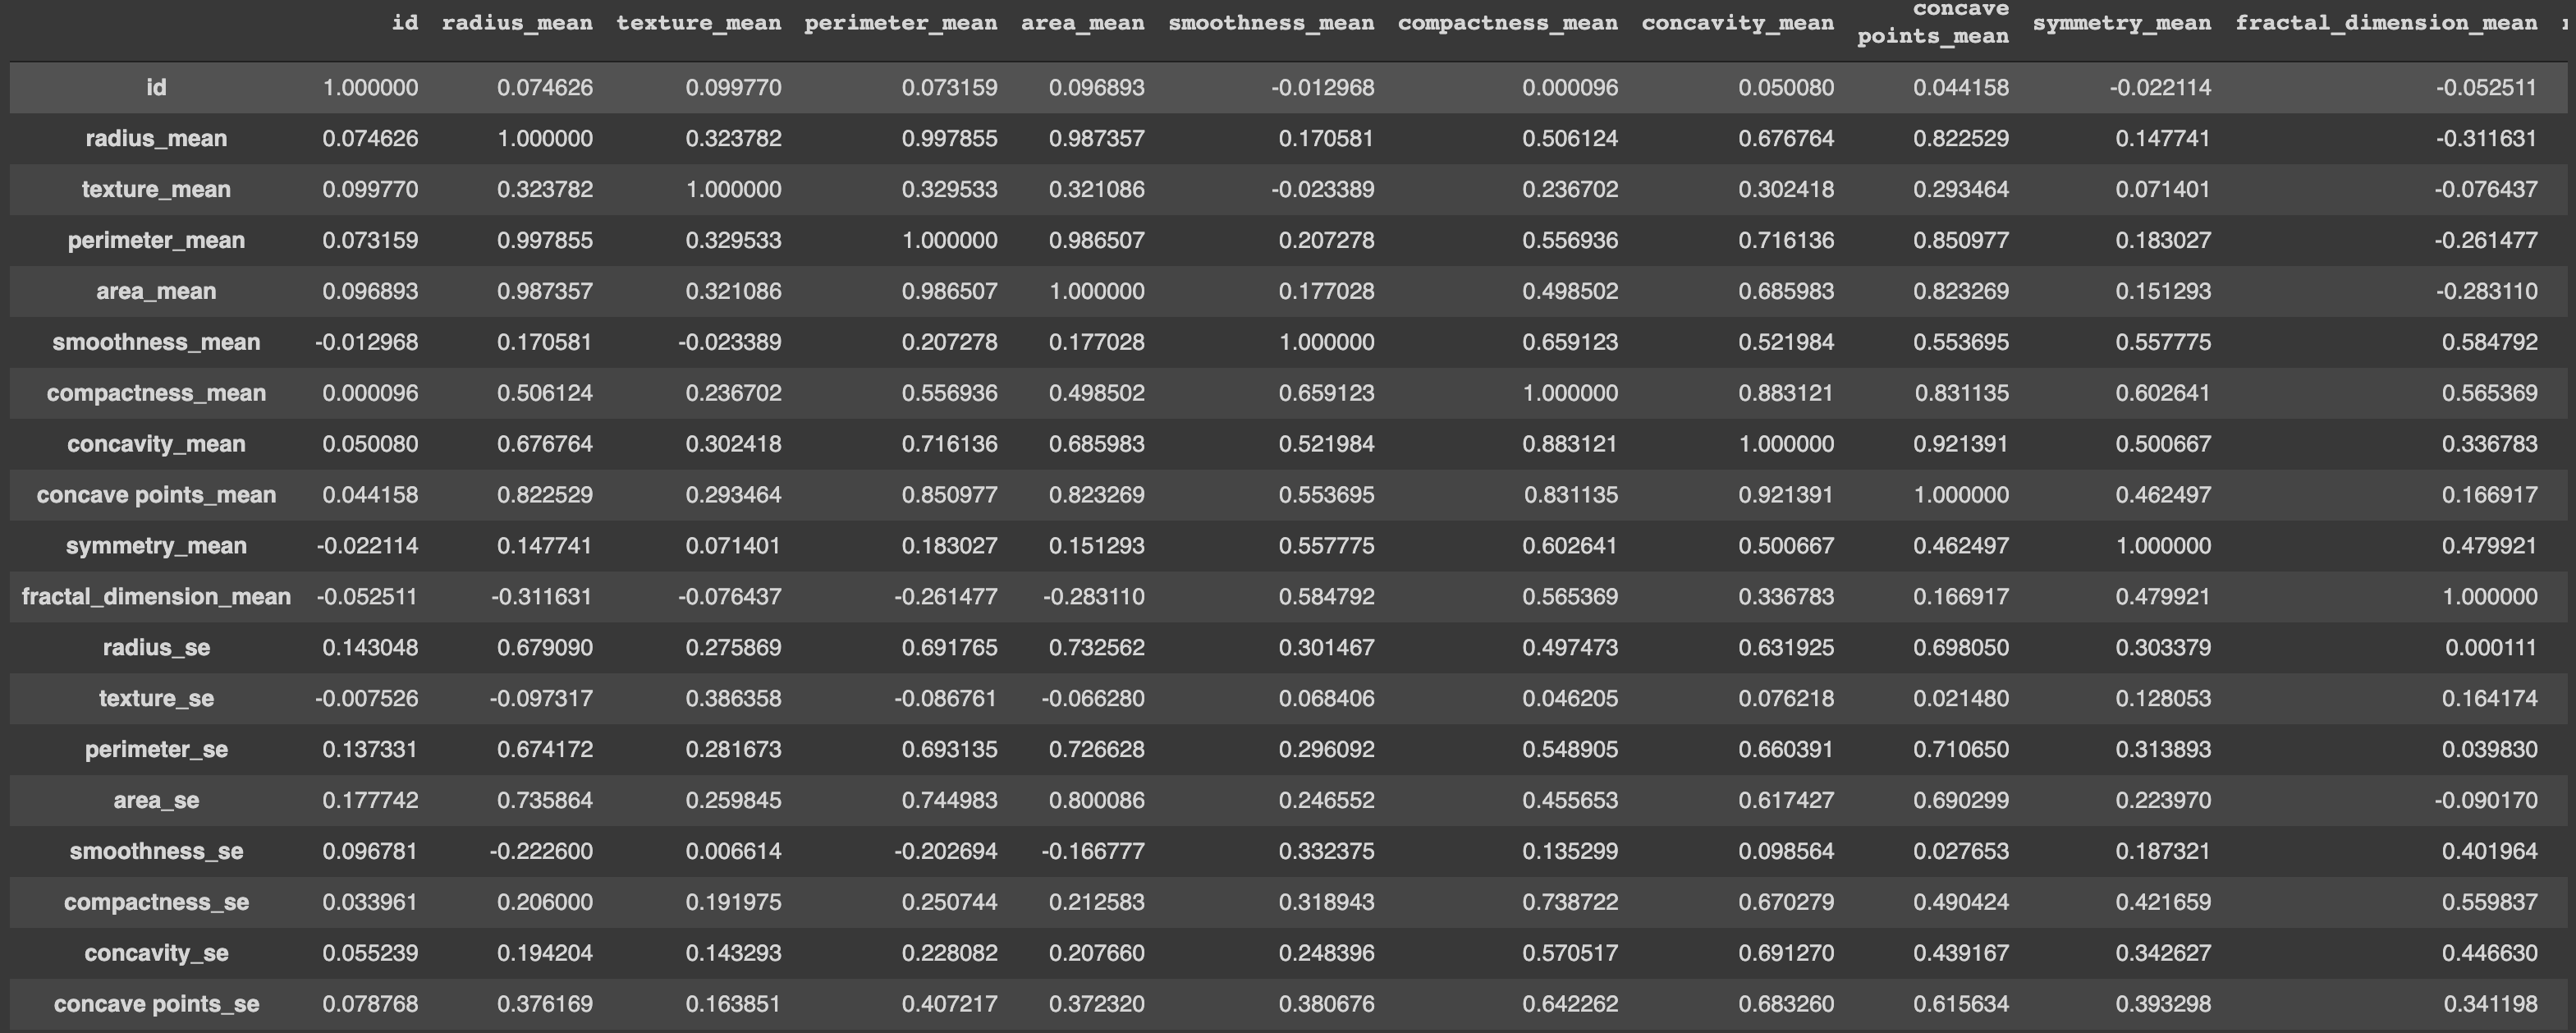 id radius_mean texture_mean perimeter_mean area_mean smoothness_mean compactness_mean concavity_mean concave points_mean symmetry_mean fractal_dimension_mean
id 1.000000 0.074626 0.099770 0.073159 0.096893 -0.012968 0.000096 0.050080 0.044158 -0.022114 -0.052511
radius_mean 0.074626 1.000000 0.323782 0.997855 0.987357 0.170581 0.506124 0.676764 0.822529 0.147741 -0.311631
texture_mean 0.099770 0.323782 1.000000 0.329533 0.321086 -0.023389 0.236702 0.302418 0.293464 0.071401 -0.076437
perimeter_mean 0.073159 0.997855 0.329533 1.000000 0.986507 0.207278 0.556936 0.716136 0.850977 0.183027 -0.261477
area_mean 0.096893 0.987357 0.321086 0.986507 1.000000 0.177028 0.498502 0.685983 0.823269 0.151293 -0.283110
smoothness_mean -0.012968 0.170581 -0.023389 0.207278 0.177028 1.000000 0.659123 0.521984 0.553695 0.557775 0.584792
compactness_mean 0.000096 0.506124 0.236702 0.556936 0.498502 0.659123 1.000000 0.883121 0.831135 0.602641 0.565369
concavity_mean 0.050080 0.676764 0.302418 0.716136 0.685983 0.521984 0.883121 1.000000 0.921391 0.500667 0.336783
concave points_mean 0.044158 0.822529 0.293464 0.850977 0.823269 0.553695 0.831135 0.921391 1.000000 0.462497 0.166917
symmetry_mean -0.022114 0.147741 0.071401 0.183027 0.151293 0.557775 0.602641 0.500667 0.462497 1.000000 0.479921
fractal_dimension_mean -0.052511 -0.311631 -0.076437 -0.261477 -0.283110 0.584792 0.565369 0.336783 0.166917 0.479921 1.000000
radius_se 0.143048 0.679090 0.275869 0.691765 0.732562 0.301467 0.497473 0.631925 0.698050 0.303379 0.000111
texture_se -0.007526 -0.097317 0.386358 -0.086761 -0.066280 0.068406 0.046205 0.076218 0.021480 0.128053 0.164174
perimeter_se 0.137331 0.674172 0.281673 0.693135 0.726628 0.296092 0.548905 0.660391 0.710650 0.313893 0.039830
area_se 0.177742 0.735864 0.259845 0.744983 0.800086 0.246552 0.455653 0.617427 0.690299 0.223970 -0.090170
smoothness_se 0.096781 -0.222600 0.006614 -0.202694 -0.166777 0.332375 0.135299 0.098564 0.027653 0.187321 0.401964
compactness_se 0.033961 0.206000 0.191975 0.250744 0.212583 0.318943 0.738722 0.670279 0.490424 0.421659 0.559837
concavity_se 0.055239 0.194204 0.143293 0.228082 0.207660 0.248396 0.570517 0.691270 0.439167 0.342627 0.446630
concave points_se 0.078768 0.376169 0.163851 0.407217 0.372320 0.380676 0.642262 0.683260 0.615634 0.393298 0.341198